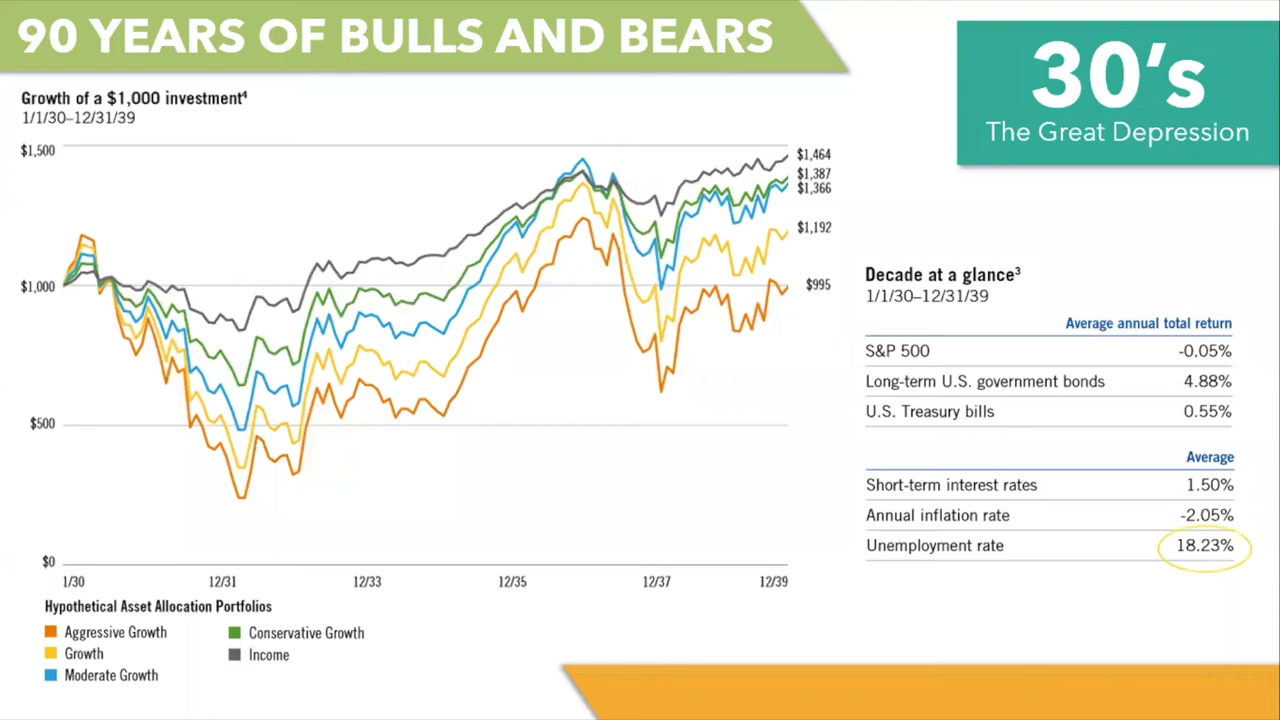 90 YEARS OF BULLS AND BEARS
30's
The Great Depression
Growth of a $1,000 investment⁴
1/1/30–12/31/39
$1,500
$1,000
$500
$0
$1,464
$1,387
$1,366
$1,192
$995
1/30 12/31 12/33 12/35 12/37 12/39
Hypothetical Asset Allocation Portfolios
Aggressive Growth
Growth
Moderate Growth
Conservative Growth
Income
Decade at a glance³
1/1/30–12/31/39
Average annual total return
S&P 500 -0.05%
Long-term U.S. government bonds 4.88%
U.S. Treasury bills 0.55%
Average
Short-term interest rates 1.50%
Annual inflation rate -2.05%
Unemployment rate 18.23%